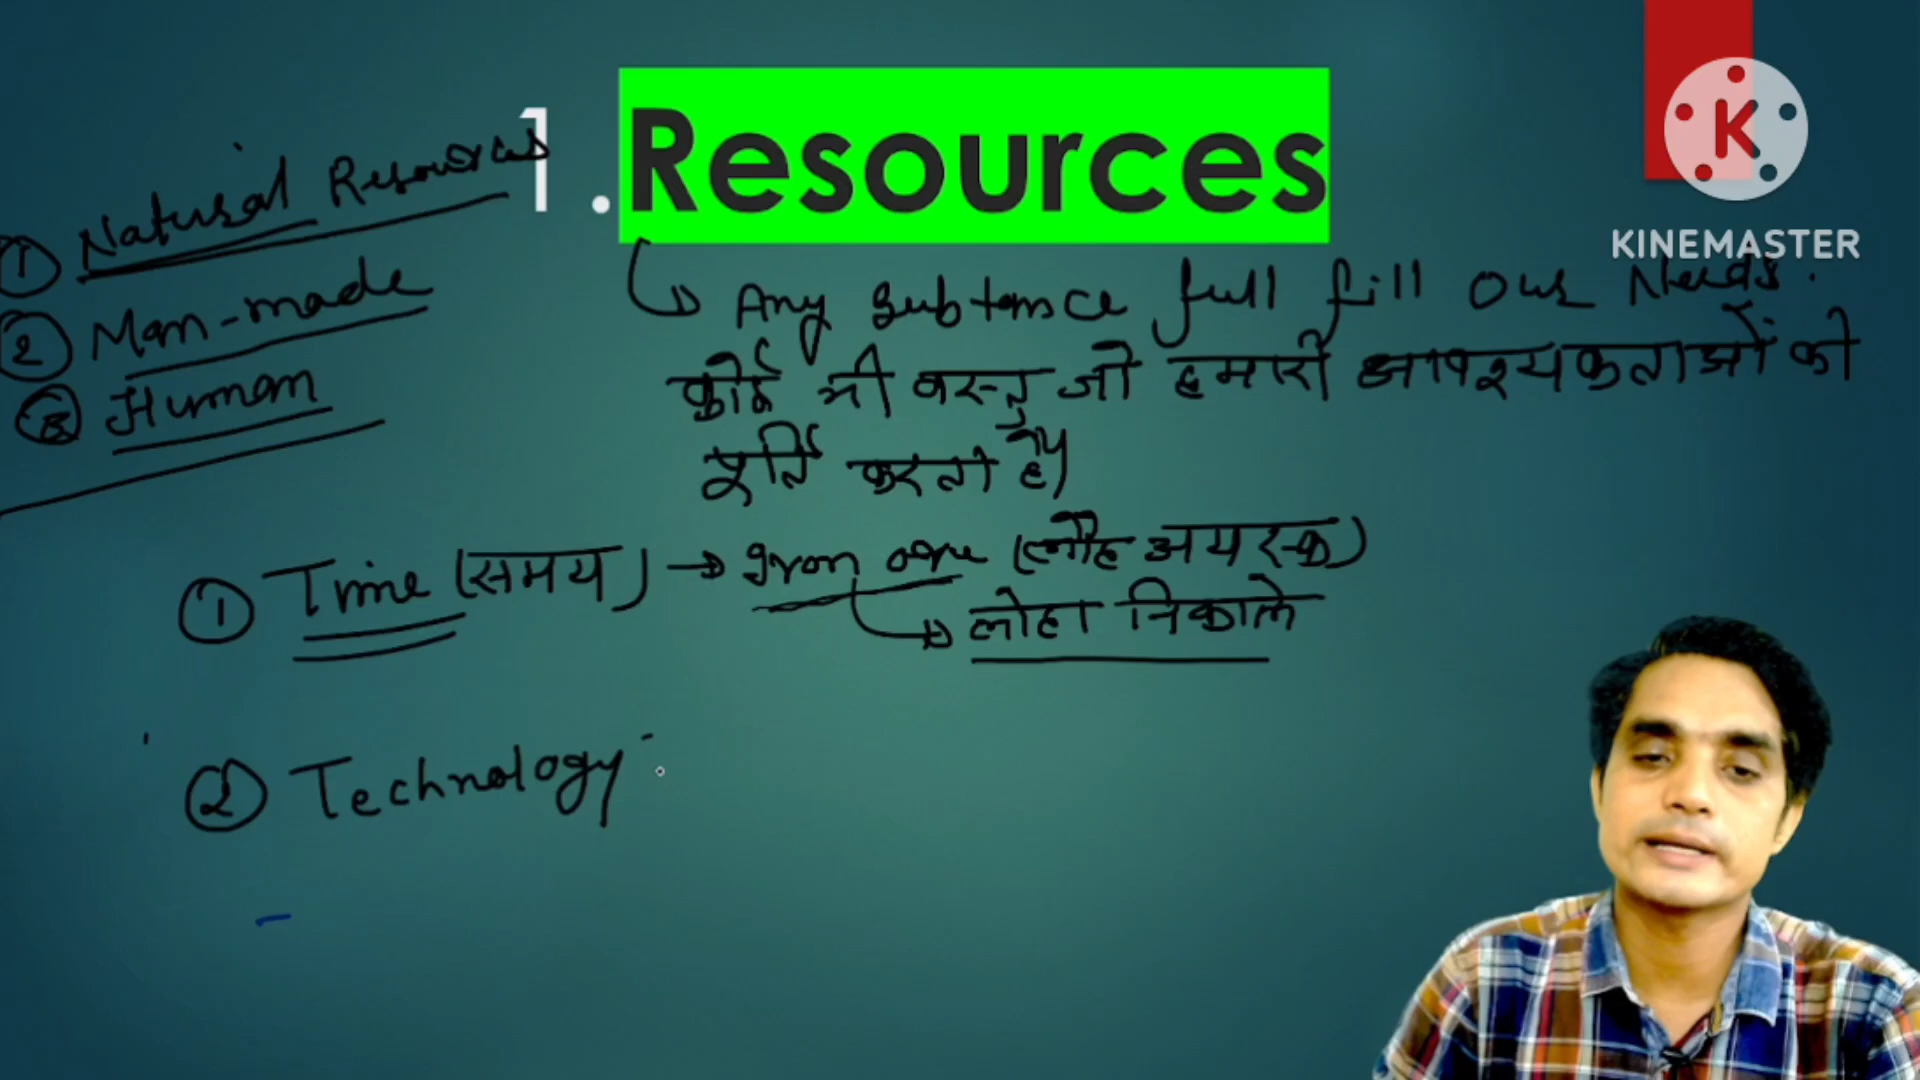 1. Resources
KINEMASTER
① Natural Resources
② Man-made
③ Human
Any Subtance full fill our Needs.
कोई भी वस्तु जो हमारी आवश्यकताओं को
पूर्ति करता है।
① Time (समय) → Iron ore (लौह अयस्क)
लोहा निकाले
② Technology